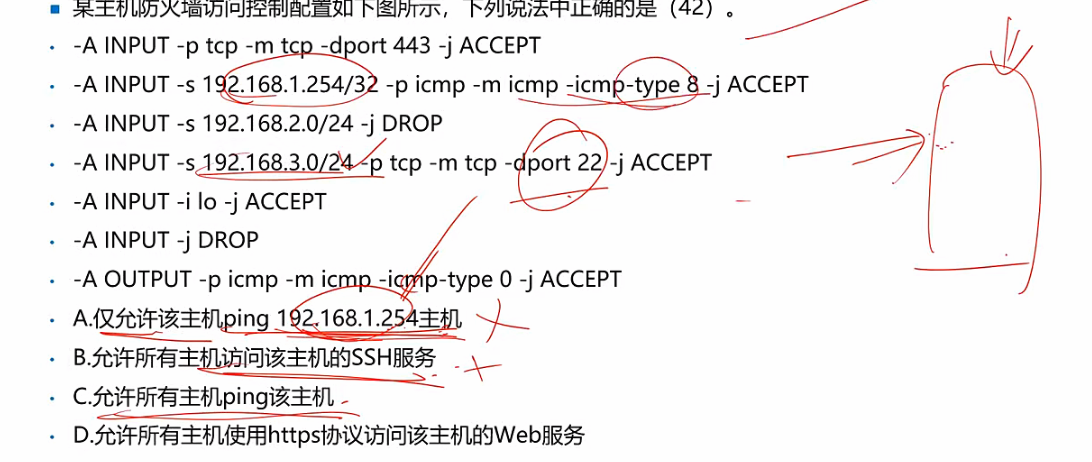 某主机防火墙访问控制配置如下图所示，下列说法中正确的是（42）。
-A INPUT -p tcp -m tcp -dport 443 -j ACCEPT
-A INPUT -s 192.168.1.254/32 -p icmp -m icmp -icmp-type 8 -j ACCEPT
-A INPUT -s 192.168.2.0/24 -j DROP
-A INPUT -s 192.168.3.0/24 -p tcp -m tcp -dport 22 -j ACCEPT
-A INPUT -i lo -j ACCEPT
-A INPUT -j DROP
-A OUTPUT -p icmp -m icmp -icmp-type 0 -j ACCEPT
A.仅允许该主机ping 192.168.1.254主机
B.允许所有主机访问该主机的SSH服务
C.允许所有主机ping该主机
D.允许所有主机使用https协议访问该主机的Web服务